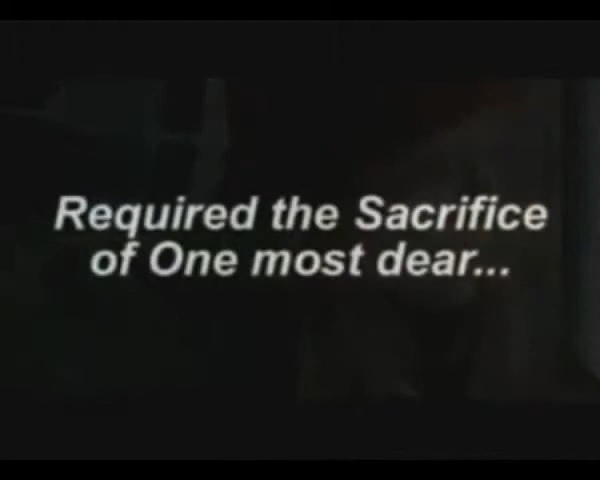 Required the Sacrifice
of One most dear...